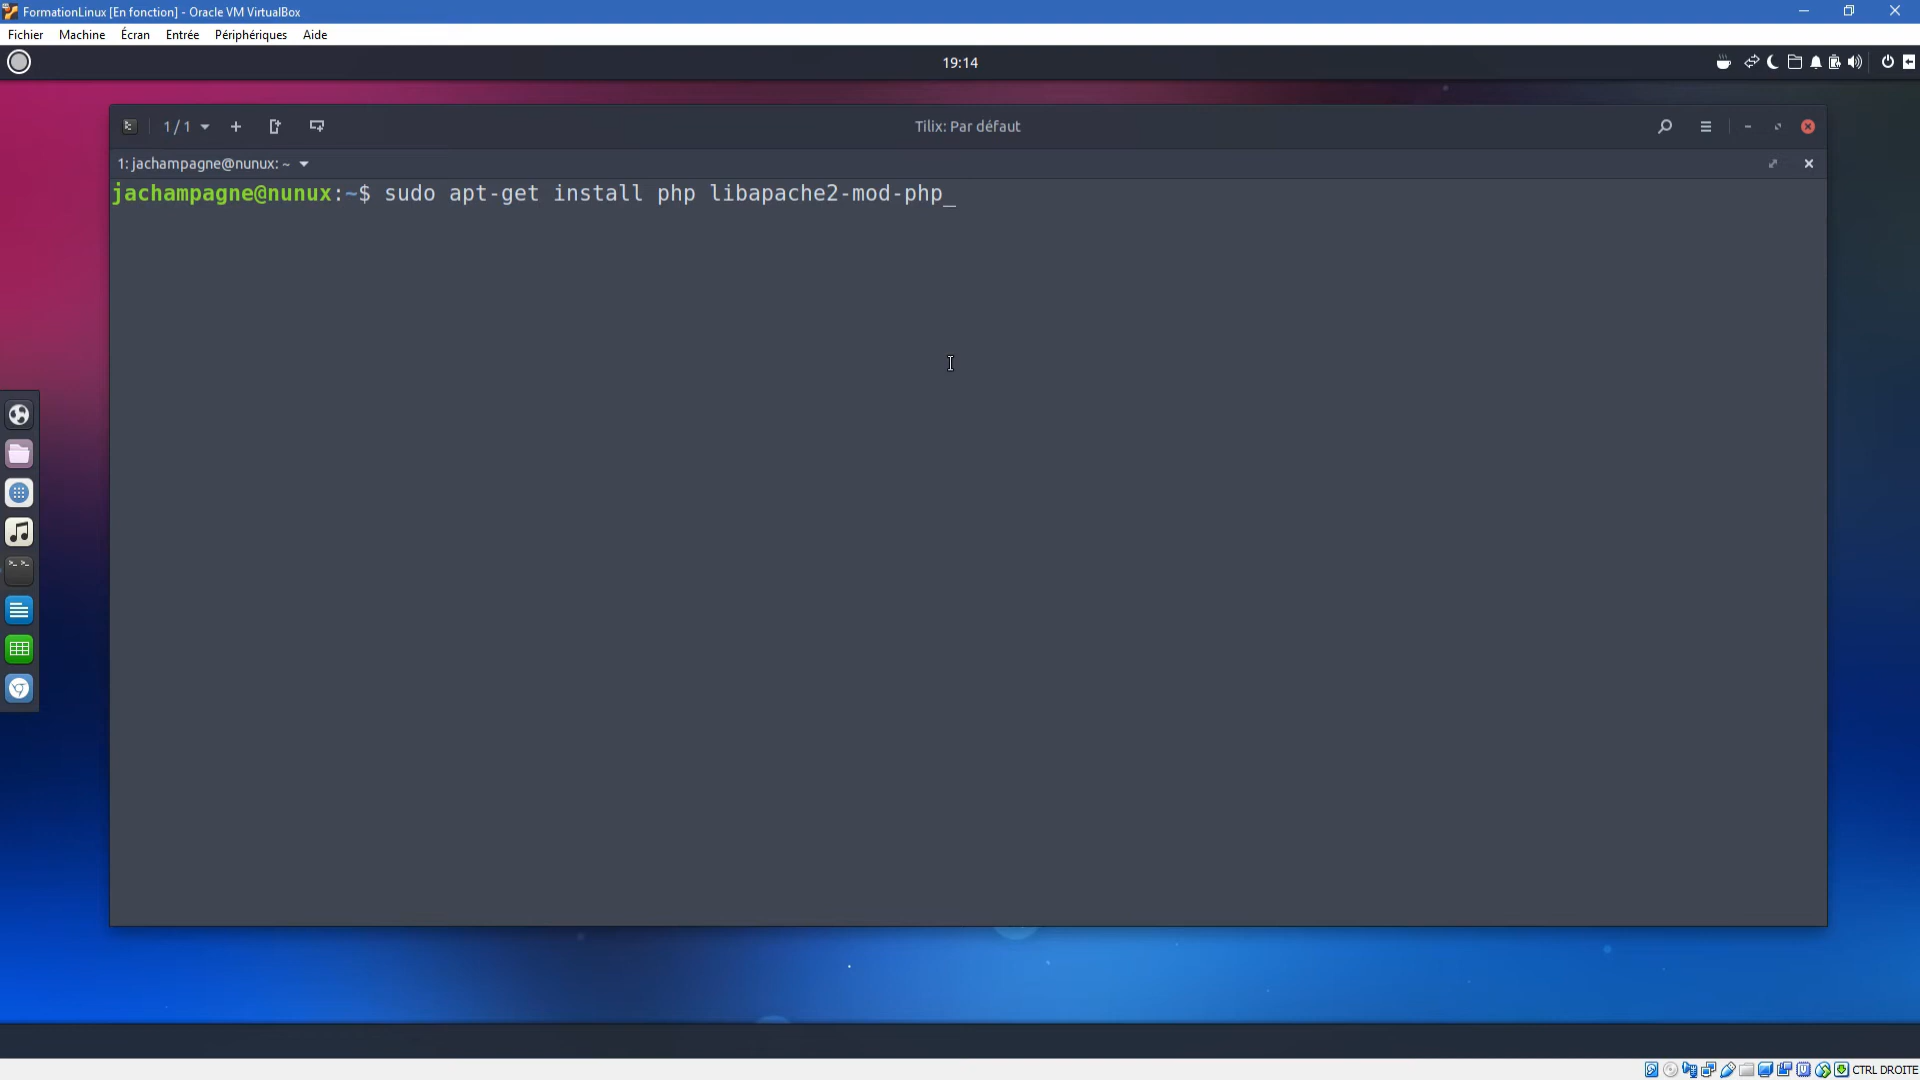 FormationLinux [En fonction] - Oracle VM VirtualBox
Fichier Machine Écran Entrée Périphériques Aide
19:14
1 / 1 Tilix: Par défaut
1: jachampagne@nunux: ~
jachampagne@nunux:~$ sudo apt-get install php libapache2-mod-php_
CTRL DROITE